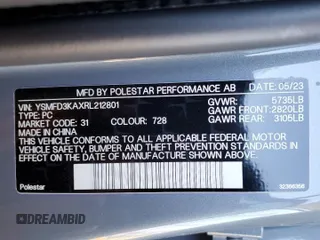 MFD BY POLESTAR PERFORMANCE AB 05/23
VIN: YSMFD3KAXRL212801 GVWR: 5735LB
TYPE: PC GAWR FRONT: 2820LB
MARKET CODE: 31 COLOUR: 728 GAWR REAR: 3105LB
MADE IN CHINA
THIS VEHICLE CONFORMS TO ALL APPLICABLE FEDERAL MOTOR
VEHICLE SAFETY, BUMPER AND THEFT PREVENTION STANDARDS IN
EFFECT ON THE DATE OF MANUFACTURE SHOWN ABOVE.
Polestar
DREAMBID